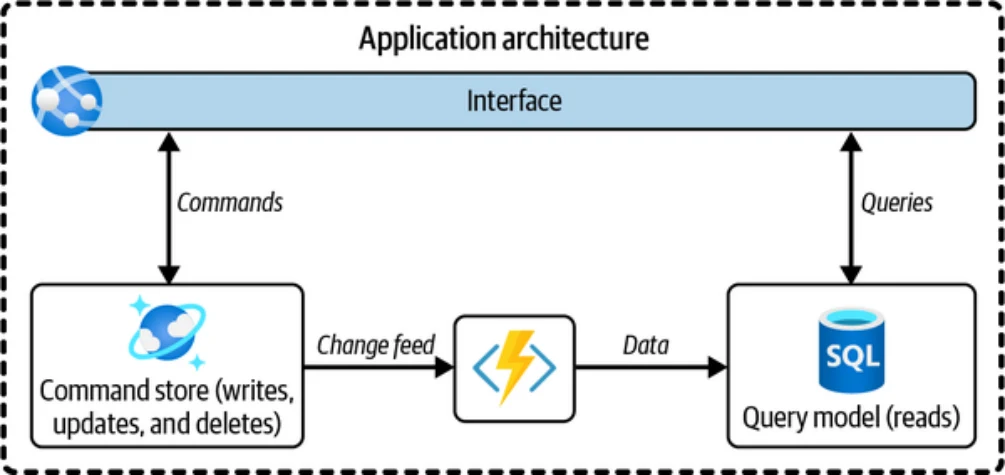 Application architecture
Interface
Commands
Queries
Change feed
Data
SQL
Command store (writes,
updates, and deletes)
Query model (reads)